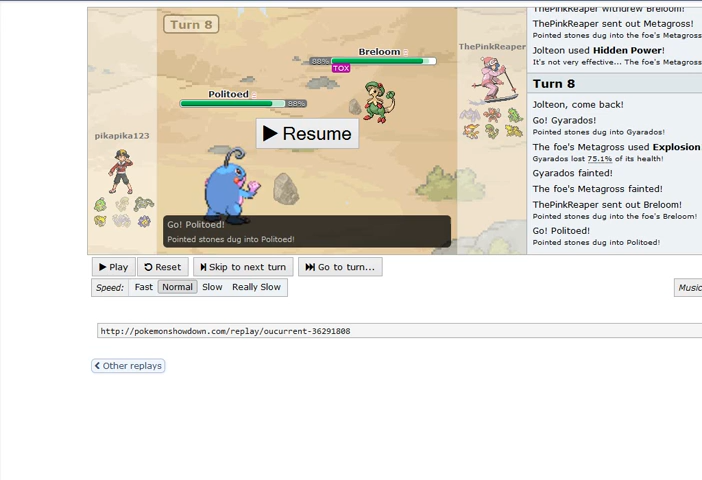 Turn 8
Breloom
88%
TOX
Politoed
88%
pikapika123
ThePinkReaper
Resume
Go! Politoed!
Pointed stones dug into Politoed!
ThePinkReaper withdrew Breloom!
ThePinkReaper sent out Metagross!
Pointed stones dug into the foe's Metagross
Jolteon used Hidden Power!
It's not very effective... The foe's Metagross
Turn 8
Jolteon, come back!
Go! Gyarados!
Pointed stones dug into Gyarados!
The foe's Metagross used Explosion
Gyarados lost 75.1% of its health!
Gyarados fainted!
The foe's Metagross fainted!
ThePinkReaper sent out Breloom!
Pointed stones dug into the foe's Breloom!
Go! Politoed!
Pointed stones dug into Politoed!
Play Reset Skip to next turn Go to turn...
Speed: Fast Normal Slow Really Slow
Music
http://pokemonshowdown.com/replay/oucurrent-36291808
Other replays